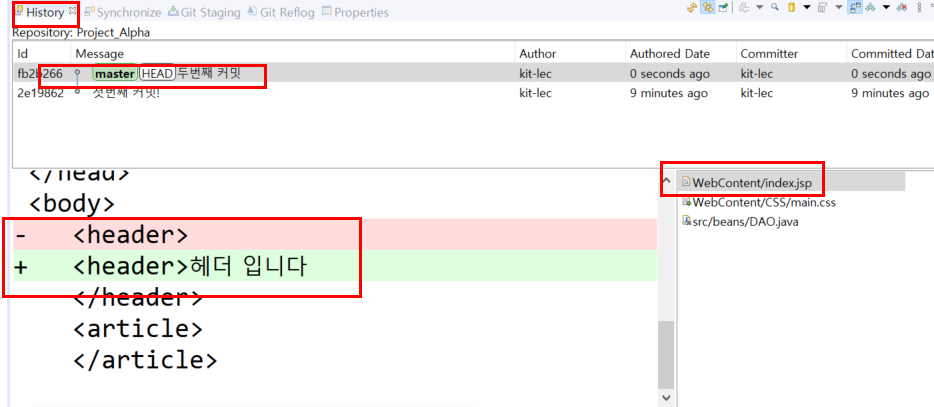 History Synchronize Git Staging Git Reflog Properties
Repository: Project_Alpha
Id Message Author Authored Date Committer Committed Dat
fb2b266 master HEAD 두번째 커밋 kit-lec 0 seconds ago kit-lec 0 seconds ago
2e19862 첫번째 커밋! kit-lec 9 minutes ago kit-lec 9 minutes ago
</head>
<body>
- <header>
+ <header>헤더 입니다
</header>
<article>
</article>
WebContent/index.jsp
WebContent/CSS/main.css
src/beans/DAO.java